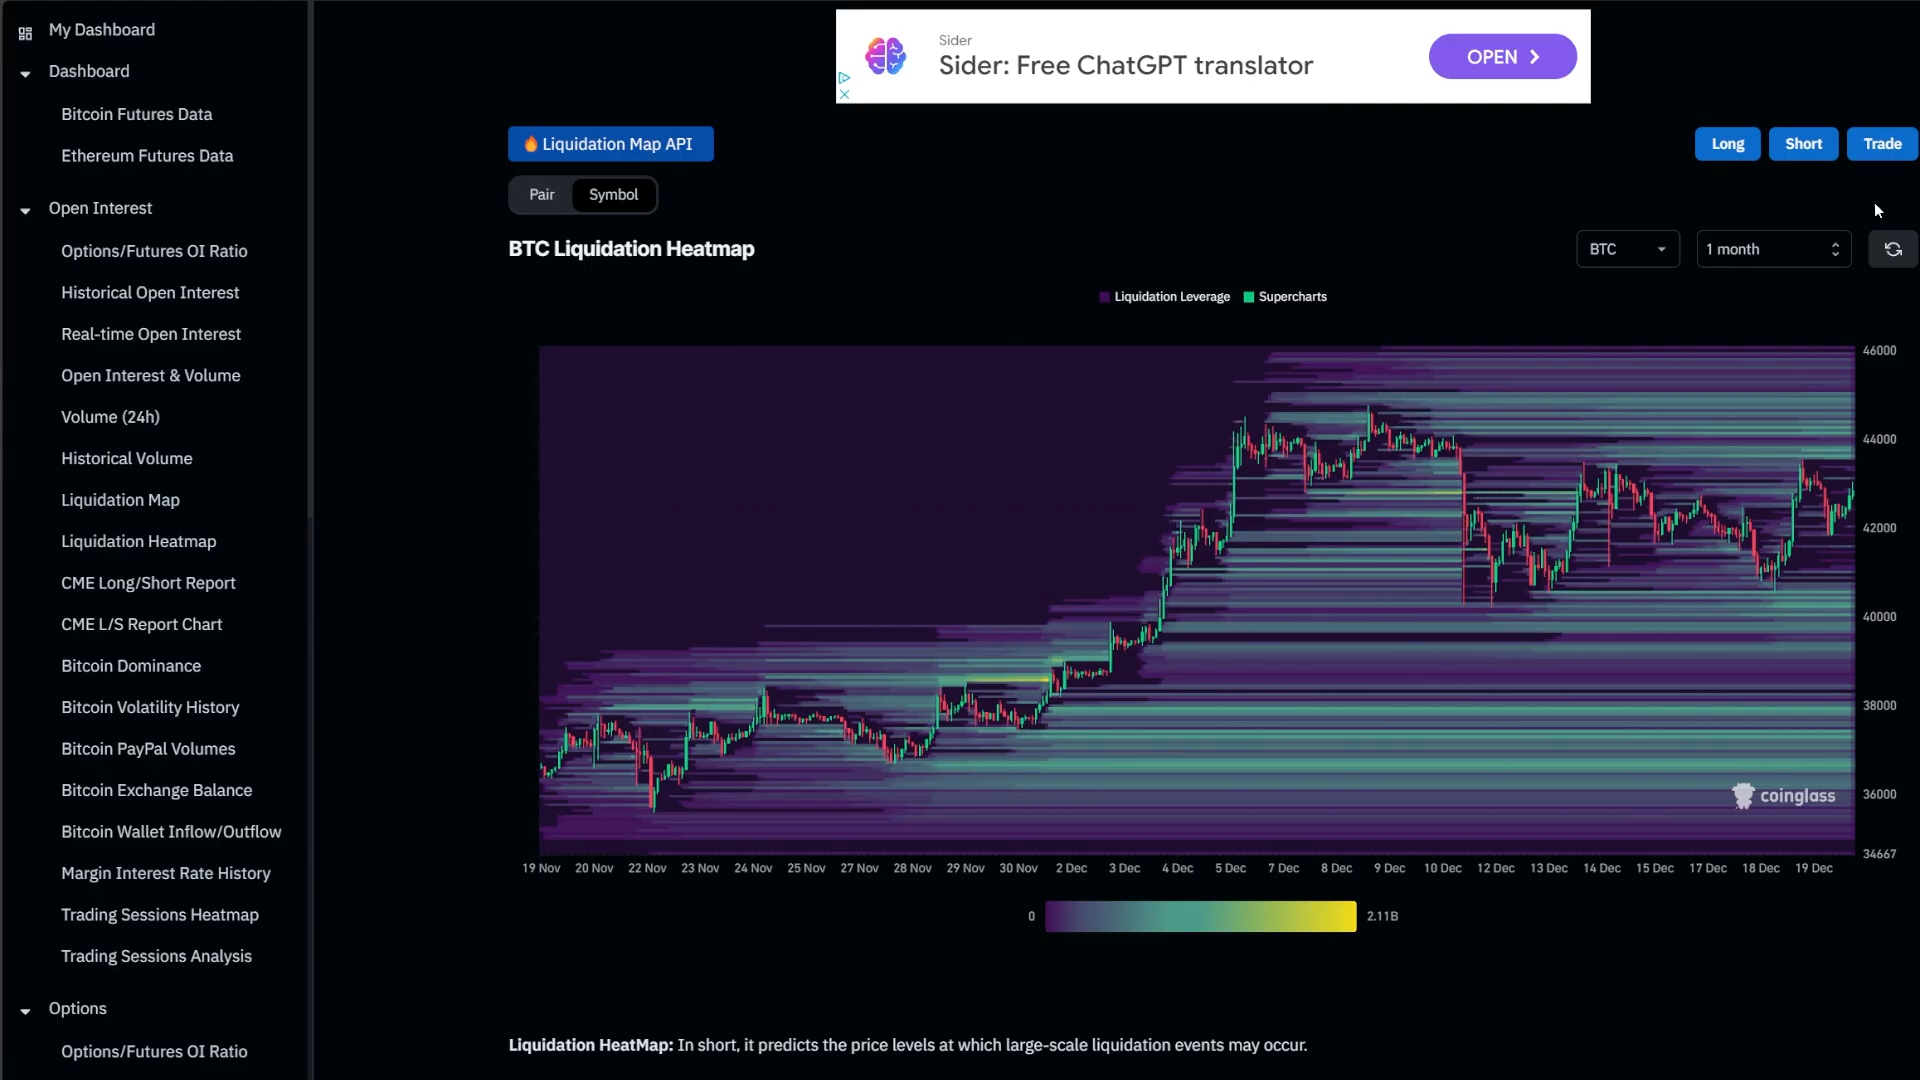 My Dashboard
Dashboard
Bitcoin Futures Data
Ethereum Futures Data
Open Interest
Options/Futures OI Ratio
Historical Open Interest
Real-time Open Interest
Open Interest & Volume
Volume (24h)
Historical Volume
Liquidation Map
Liquidation Heatmap
CME Long/Short Report
CME L/S Report Chart
Bitcoin Dominance
Bitcoin Volatility History
Bitcoin PayPal Volumes
Bitcoin Exchange Balance
Bitcoin Wallet Inflow/Outflow
Margin Interest Rate History
Trading Sessions Heatmap
Trading Sessions Analysis
Options
Options/Futures OI Ratio
Sider
Sider: Free ChatGPT translator
OPEN
Liquidation Map API
Long Short Trade
Pair Symbol
BTC Liquidation Heatmap
BTC 1 month
Liquidation Leverage Supercharts
46000
44000
42000
40000
38000
36000
34667
coinglass
19 Nov 20 Nov 22 Nov 23 Nov 24 Nov 25 Nov 27 Nov 28 Nov 29 Nov 30 Nov 2 Dec 3 Dec 4 Dec 5 Dec 7 Dec 8 Dec 9 Dec 10 Dec 12 Dec 13 Dec 14 Dec 15 Dec 17 Dec 18 Dec 19 Dec
0 2.11B
Liquidation HeatMap: In short, it predicts the price levels at which large-scale liquidation events may occur.